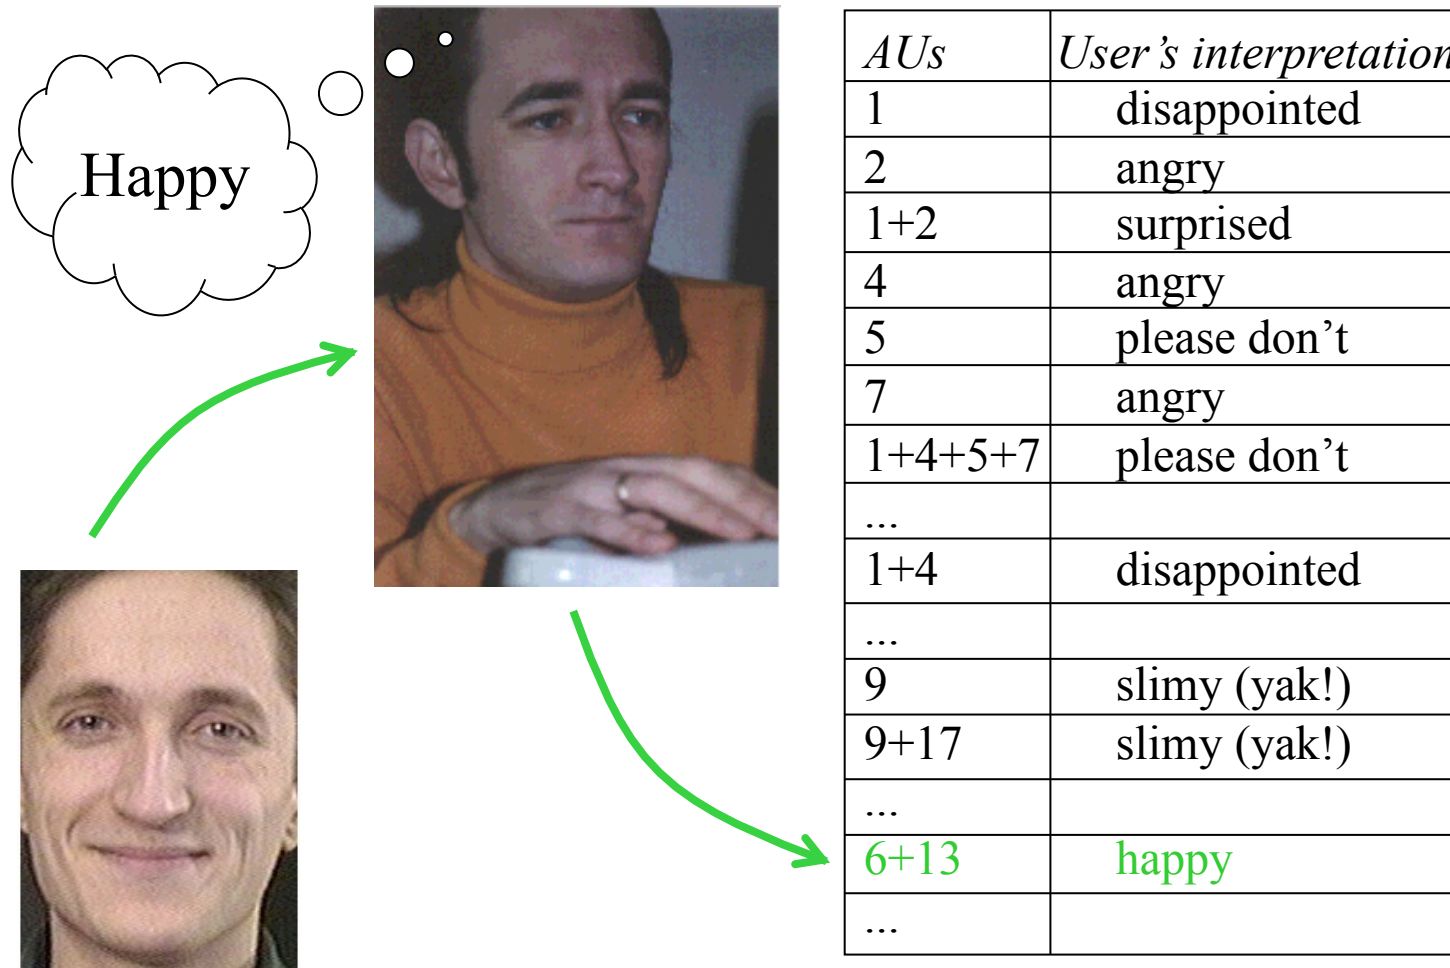 Happy
AUs User's interpretation
1 disappointed
2 angry
1+2 surprised
4 angry
5 please don't
7 angry
1+4+5+7 please don't
...
1+4 disappointed
...
9 slimy (yak!)
9+17 slimy (yak!)
...
6+13 happy
...